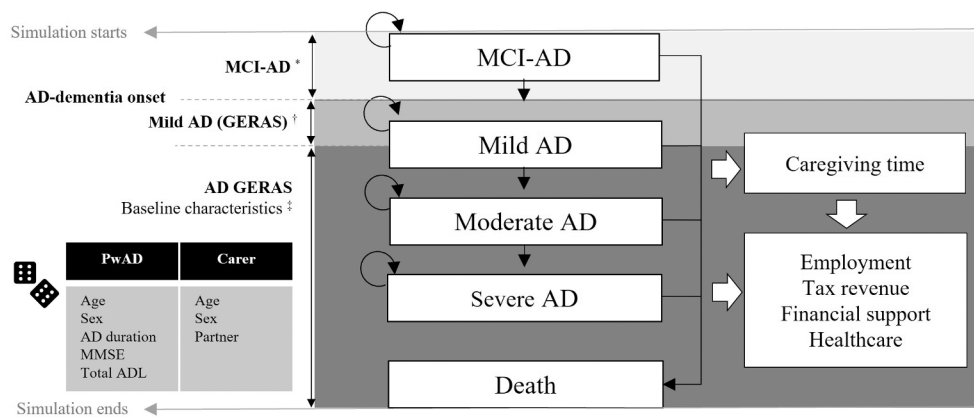 Simulation starts
MCI-AD *
MCI-AD
AD-dementia onset
Mild AD (GERAS) †
Mild AD
Caregiving time
AD GERAS
Baseline characteristics ‡
Moderate AD
PwAD
Carer
Age
Sex
AD duration
MMSE
Total ADL
Age
Sex
Partner
Severe AD
Employment
Tax revenue
Financial support
Healthcare
Death
Simulation ends